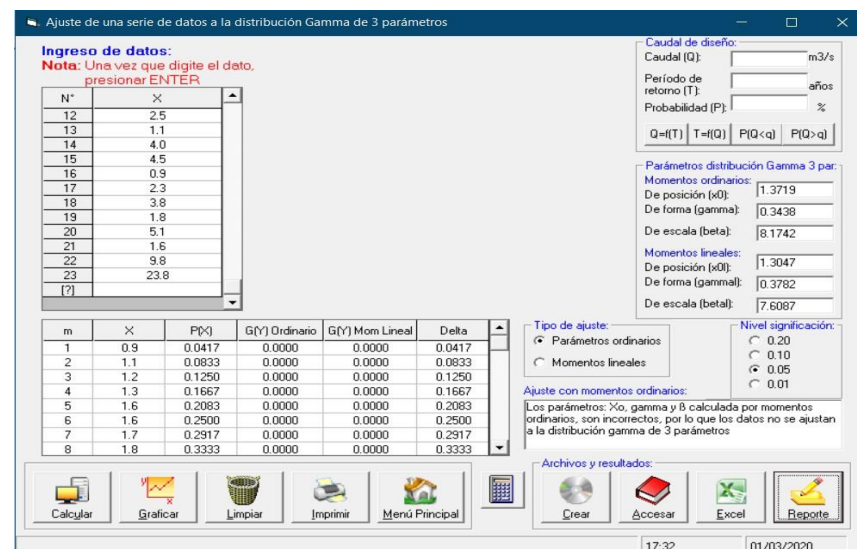 Ajuste de una serie de datos a la distribución Gamma de 3 parámetros
Ingreso de datos:
Nota: Una vez que digite el dato,
presionar ENTER
N° X
12 2.5
13 1.1
14 4.0
15 4.5
16 0.9
17 2.3
18 3.8
19 1.8
20 5.1
21 1.6
22 9.8
23 23.8
[?]
Caudal de diseño:
Caudal (Q): m3/s
Período de
retorno (T): años
Probabilidad (P): %
Q=f(T) T=f(Q) P(Q<q) P(Q>q)
Parámetros distribución Gamma 3 par:
Momentos ordinarios:
De posición (x0): 1.3719
De forma (gamma): 0.3438
De escala (beta): 8.1742
Momentos lineales:
De posición (x0l): 1.3047
De forma (gammal): 0.3782
De escala (betal): 7.6087
m X P(X) G(Y) Ordinario G(Y) Mom Lineal Delta
1 0.9 0.0417 0.0000 0.0000 0.0417
2 1.1 0.0833 0.0000 0.0000 0.0833
3 1.2 0.1250 0.0000 0.0000 0.1250
4 1.3 0.1667 0.0000 0.0000 0.1667
5 1.6 0.2083 0.0000 0.0000 0.2083
6 1.6 0.2500 0.0000 0.0000 0.2500
7 1.7 0.2917 0.0000 0.0000 0.2917
8 1.8 0.3333 0.0000 0.0000 0.3333
Tipo de ajuste:
Parámetros ordinarios
Momentos lineales
Nivel significación:
0.20
0.10
0.05
0.01
Ajuste con momentos ordinarios:
Los parámetros: Xo, gamma y ß calculada por momentos
ordinarios, son incorrectos, por lo que los datos no se ajustan
a la distribución gamma de 3 parámetros
Archivos y resultados:
Calcular Graficar Limpiar Imprimir Menú Principal Crear Accesar Excel Reporte
17:32 01/03/2020